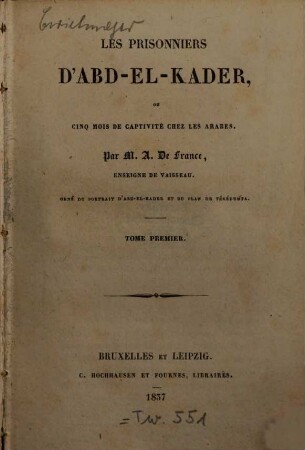 LES PRISONNIERS
D'ABD-EL-KADER,
OU
CINQ MOIS DE CAPTIVITÉ CHEZ LES ARABES.
Par M. A. De France,
ENSEIGNE DE VAISSEAU.
ORNÉ DU PORTRAIT D'ABD-EL-KADER ET DU PLAN DE TÉKÉDEMTA.
TOME PREMIER.
BRUXELLES ET LEIPZIG.
C. HOCHHAUSEN ET FOURNES, LIBRAIRES.
1837
=Tw. 551